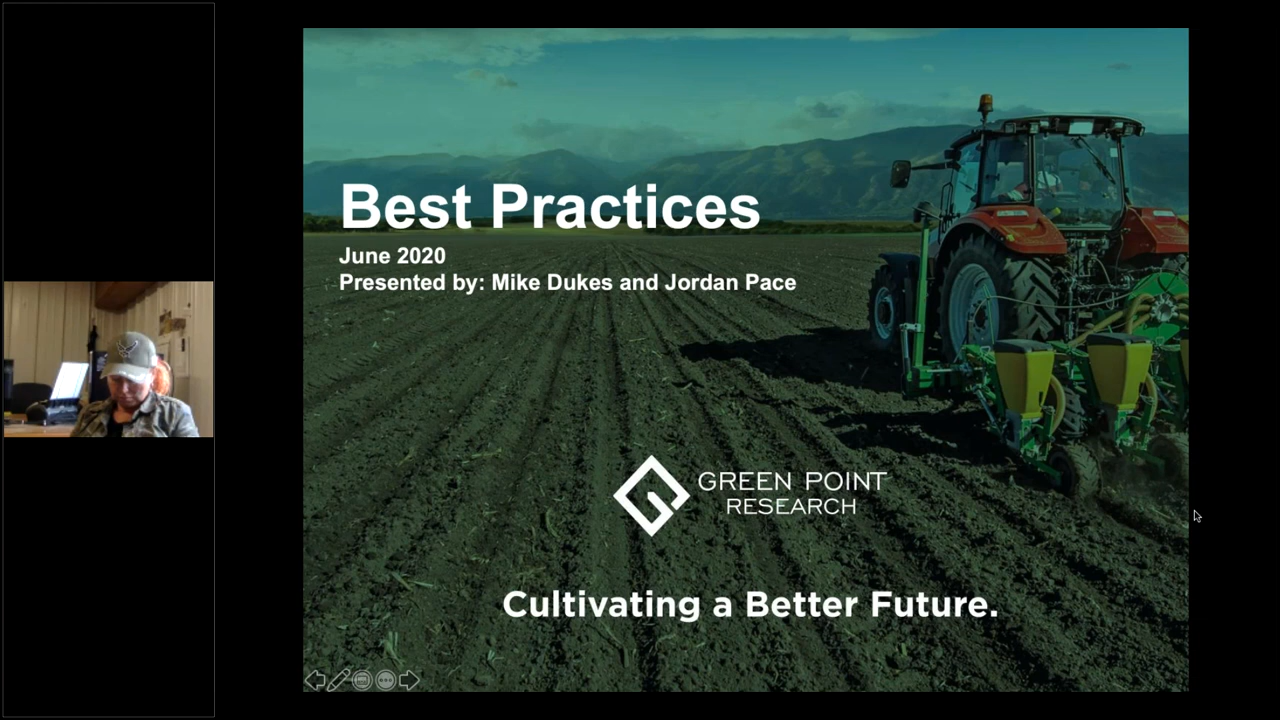 Best Practices
June 2020
Presented by: Mike Dukes and Jordan Pace
GREEN POINT
RESEARCH
Cultivating a Better Future.